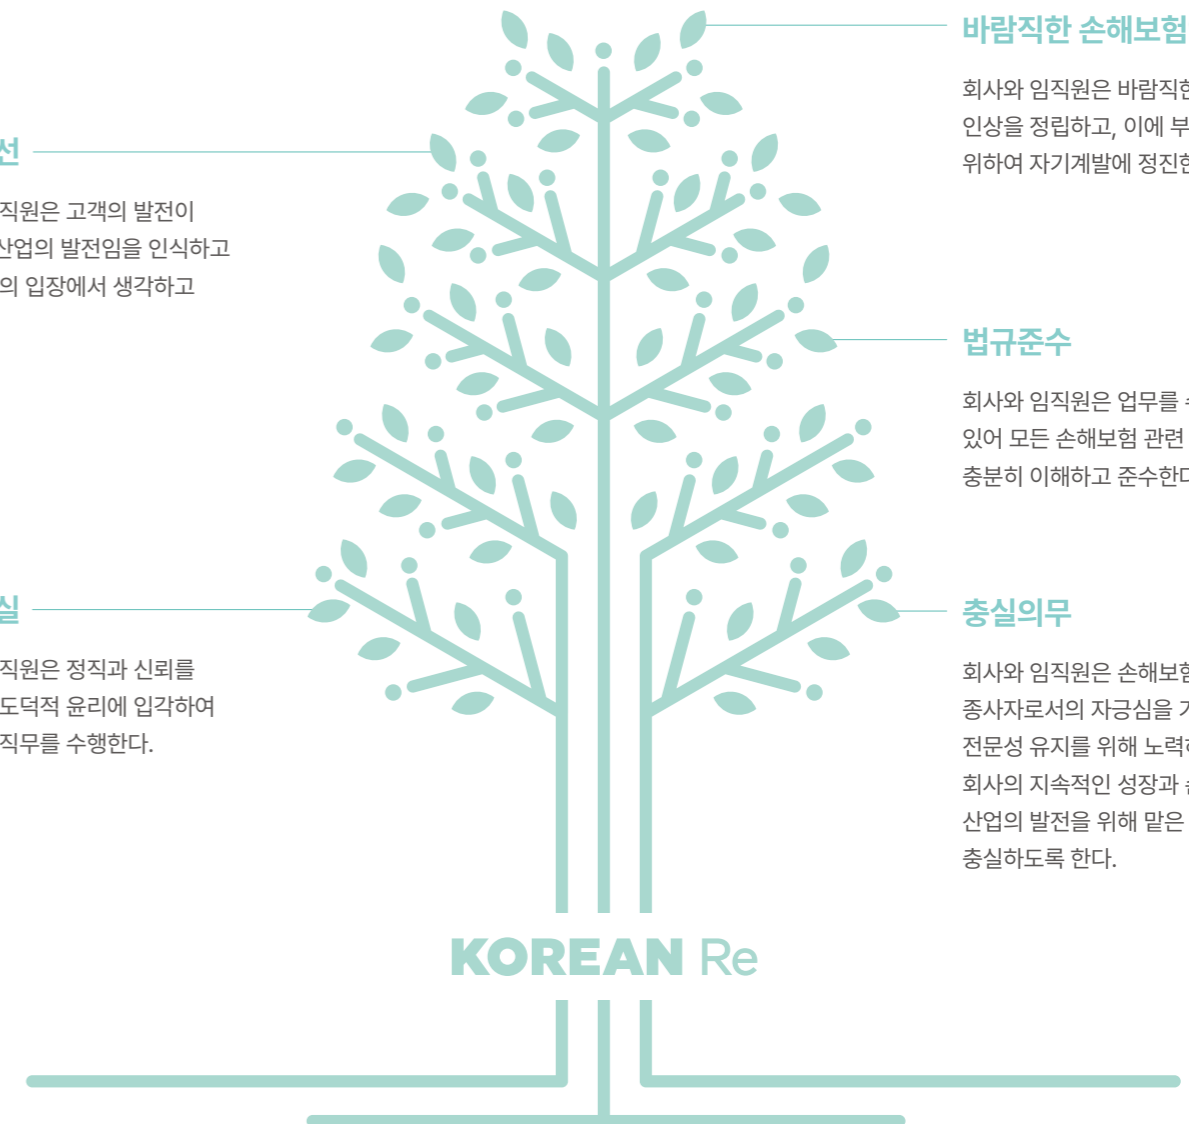 바람직한 손해보험
회사와 임직원은 바람직한
인상을 정립하고, 이에 부
위하여 자기계발에 정진한
선
직원은 고객의 발전이
산업의 발전임을 인식하고
의 입장에서 생각하고
법규준수
회사와 임직원은 업무를
있어 모든 손해보험 관련
충분히 이해하고 준수한다
실
직원은 정직과 신뢰를
도덕적 윤리에 입각하여
직무를 수행한다.
충실의무
회사와 임직원은 손해보험
종사자로서의 자긍심을
전문성 유지를 위해
회사의 지속적인 성장과
산업의 발전을 위해 맡은
충실하도록 한다.
KOREAN Re